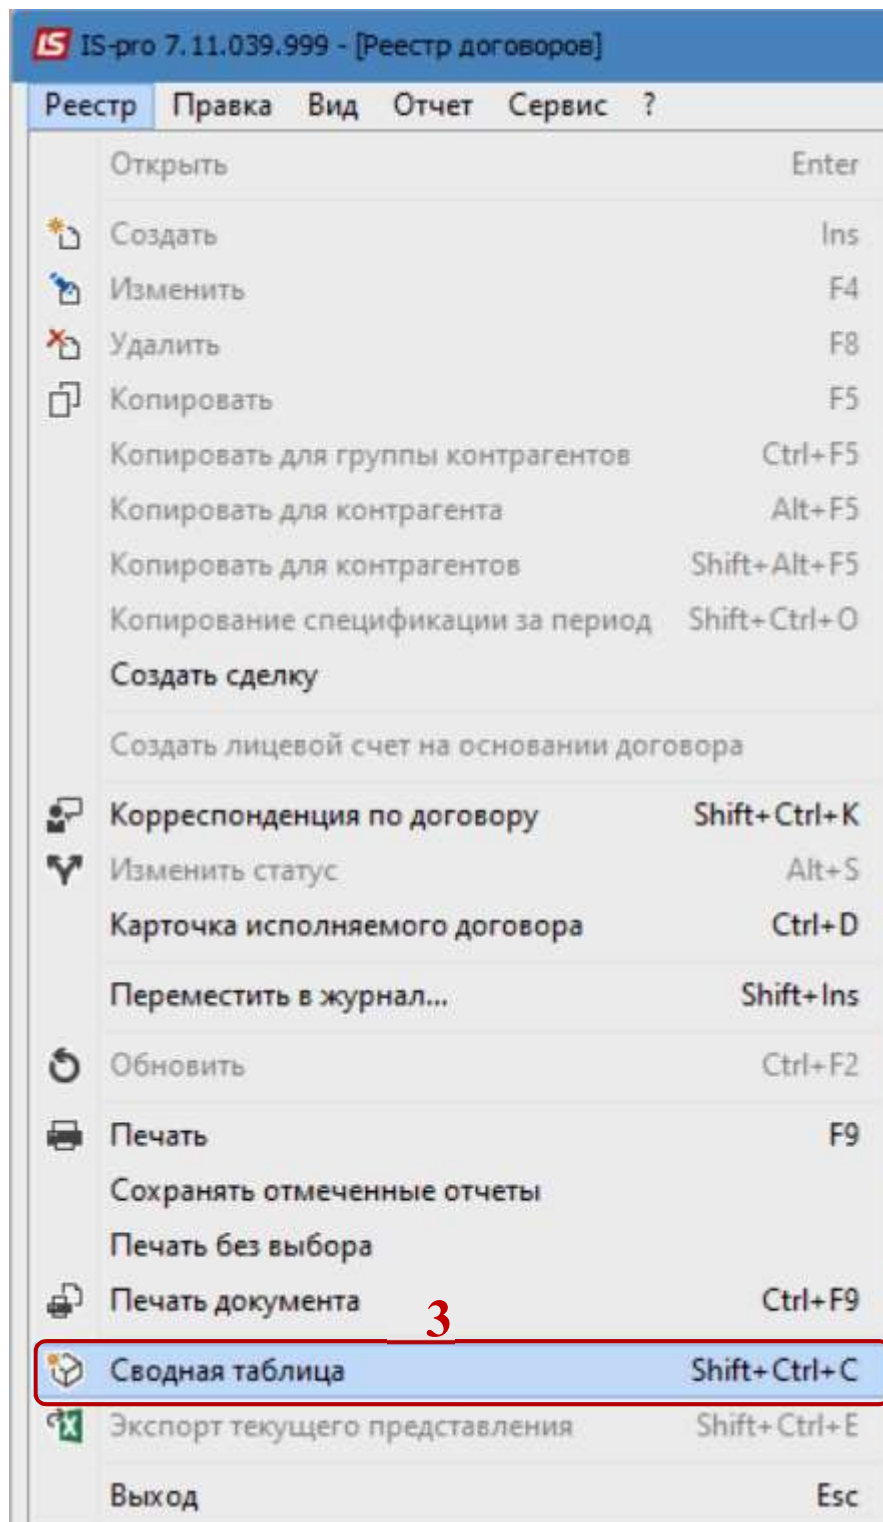 IS IS-pro 7.11.039.999 - [Реестр договоров]
Реестр Правка Вид Отчет Сервис ?
Открыть Enter
Создать Ins
Изменить F4
Удалить F8
Копировать F5
Копировать для группы контрагентов Ctrl+F5
Копировать для контрагента Alt+F5
Копировать для контрагентов Shift+Alt+F5
Копирование спецификации за период Shift+Ctrl+O
Создать сделку
Создать лицевой счет на основании договора
Корреспонденция по договору Shift+Ctrl+K
Изменить статус Alt+S
Карточка исполняемого договора Ctrl+D
Переместить в журнал... Shift+Ins
Обновить Ctrl+F2
Печать F9
Сохранять отмеченные отчеты
Печать без выбора
Печать документа Ctrl+F9
3
Сводная таблица Shift+Ctrl+C
Экспорт текущего представления Shift+Ctrl+E
Выход Esc